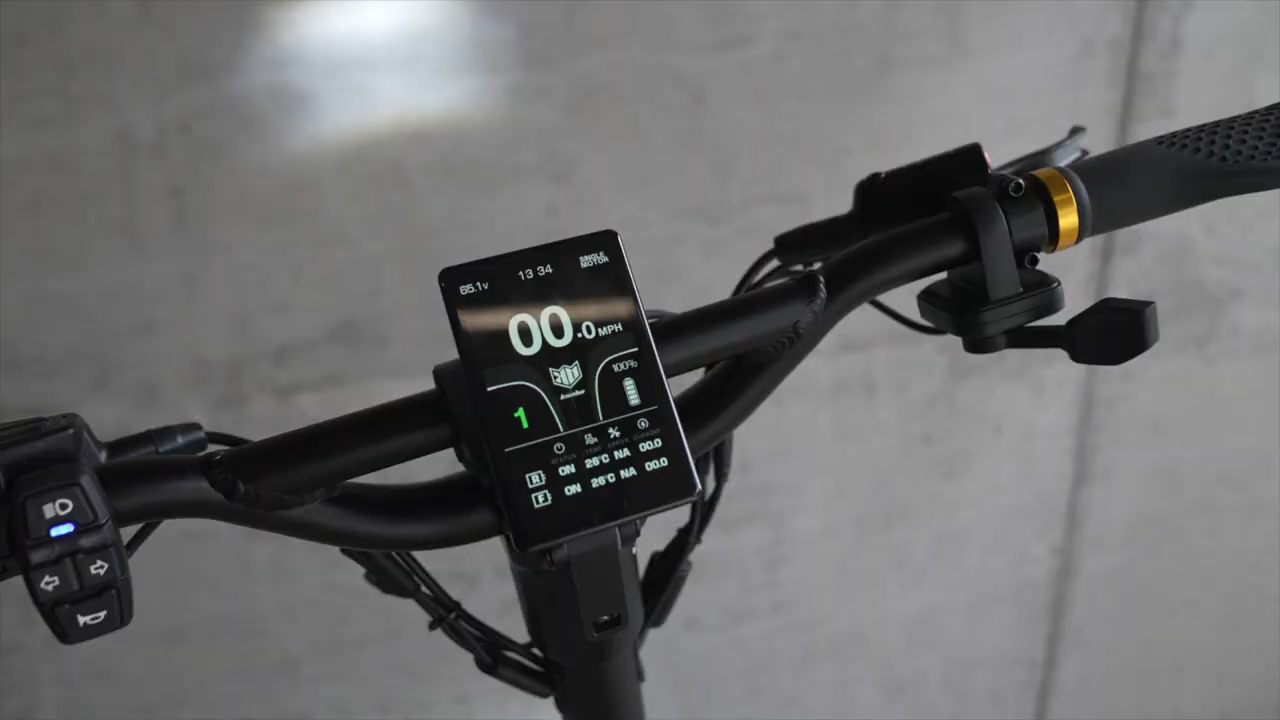 65.1V
13 34
SINGLE
MOTOR
00.0 MPH
100%
1
ON 26°C NA 00.0
R
ON 26°C NA 00.0
F